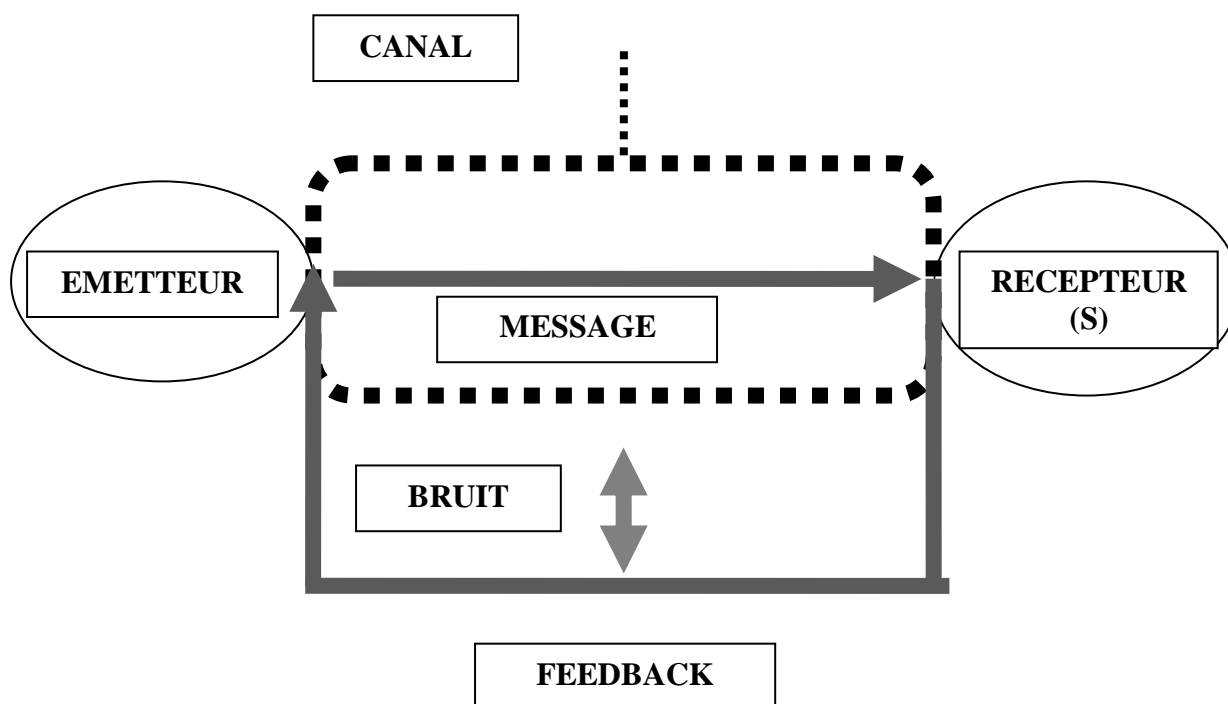 CANAL
EMETTEUR
RECEPTEUR
(S)
MESSAGE
BRUIT
FEEDBACK